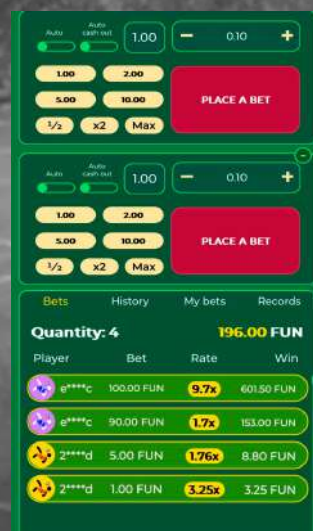 Auto Auto cash out 1.00 − 0.10 +
1.00 2.00
5.00 10.00 PLACE A BET
½ x2 Max
−
Auto Auto cash out 1.00 − 0.10 +
1.00 2.00
5.00 10.00 PLACE A BET
½ x2 Max
Bets History My bets Records
Quantity: 4 196.00 FUN
Player Bet Rate Win
e****c 100.00 FUN 9.7x 601.50 FUN
e****c 90.00 FUN 1.7x 153.00 FUN
2****d 5.00 FUN 1.76x 8.80 FUN
2****d 1.00 FUN 3.25x 3.25 FUN